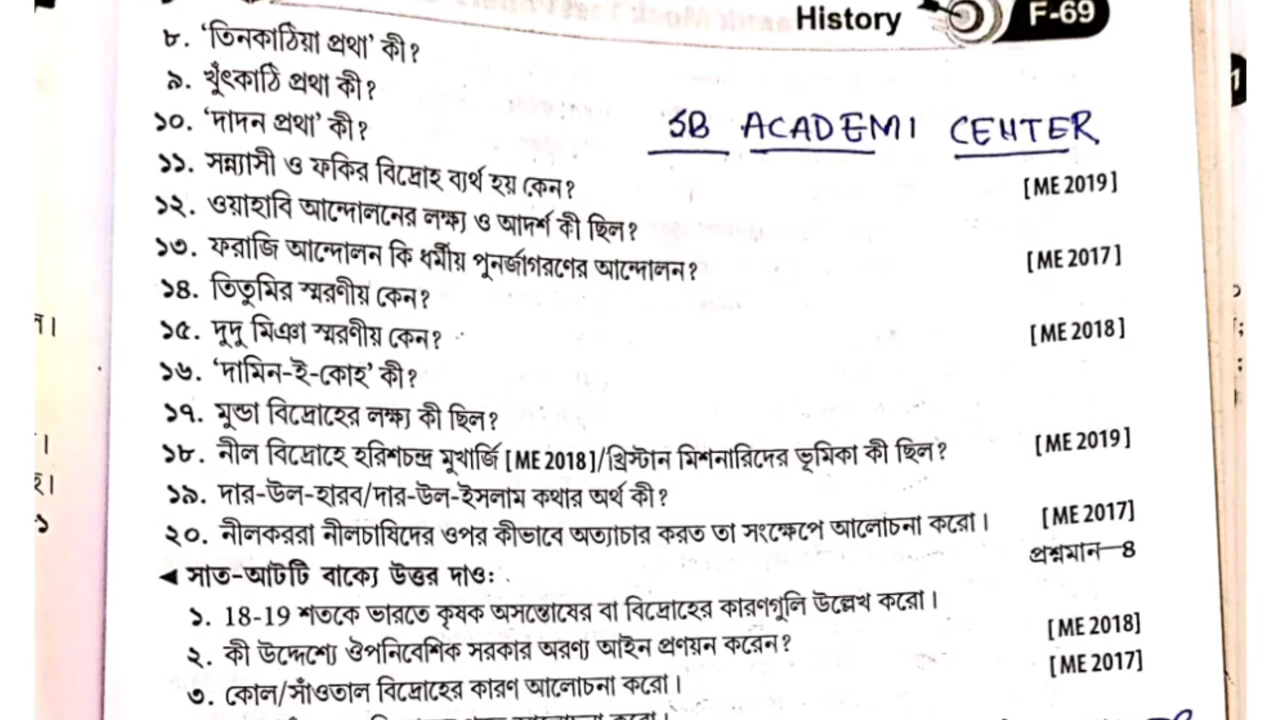 History F-69
৮. ‘তিনকাঠিয়া প্রথা’ কী?
৯. খুঁৎকাঠি প্রথা কী?
১০. ‘দাদন প্রথা’ কী?
SB ACADEMI CENTER
১১. সন্ন্যাসী ও ফকির বিদ্রোহ ব্যর্থ হয় কেন? [ME 2019]
১২. ওয়াহাবি আন্দোলনের লক্ষ্য ও আদর্শ কী ছিল?
১৩. ফরাজি আন্দোলন কি ধর্মীয় পুনর্জাগরণের আন্দোলন? [ME 2017]
১৪. তিতুমির স্মরণীয় কেন?
১৫. দুদু মিঞা স্মরণীয় কেন? [ME 2018]
১৬. ‘দামিন-ই-কোহ’ কী?
১৭. মুন্ডা বিদ্রোহের লক্ষ্য কী ছিল?
১৮. নীল বিদ্রোহে হরিশচন্দ্র মুখার্জি [ME 2018]/খ্রিস্টান মিশনারিদের ভূমিকা কী ছিল? [ME 2019]
১৯. দার-উল-হারব/দার-উল-ইসলাম কথার অর্থ কী?
২০. নীলকররা নীলচাষিদের ওপর কীভাবে অত্যাচার করত তা সংক্ষেপে আলোচনা করো। [ME 2017]
◄ সাত-আটটি বাক্যে উত্তর দাও: প্রশ্নমান—৪
১. 18-19 শতকে ভারতে কৃষক অসন্তোষের বা বিদ্রোহের কারণগুলি উল্লেখ করো।
২. কী উদ্দেশ্যে ঔপনিবেশিক সরকার অরণ্য আইন প্রণয়ন করেন? [ME 2018]
৩. কোল/সাঁওতাল বিদ্রোহের কারণ আলোচনা করো। [ME 2017]